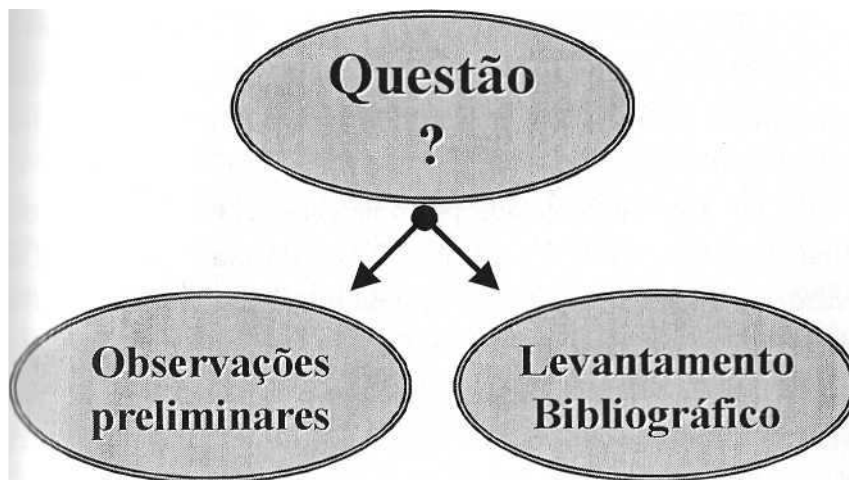 Questão
?
Observações
preliminares
Levantamento
Bibliográfico